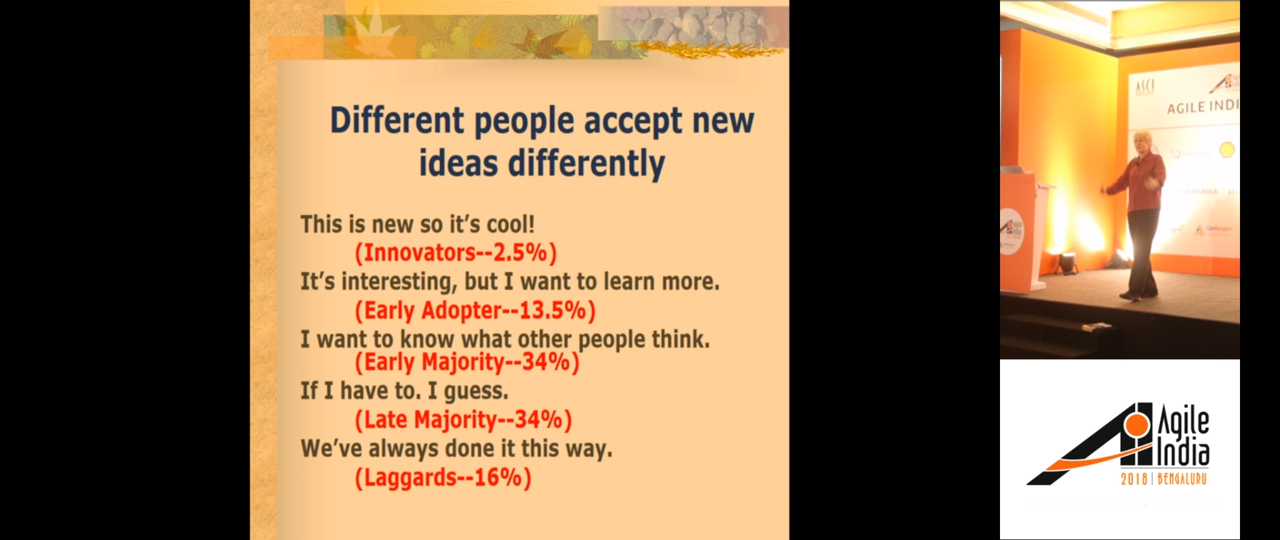 Different people accept new
ideas differently
This is new so it's cool!
(Innovators--2.5%)
It's interesting, but I want to learn more.
(Early Adopter--13.5%)
I want to know what other people think.
(Early Majority--34%)
If I have to. I guess.
(Late Majority--34%)
We've always done it this way.
(Laggards--16%)
ASCI
AGILE INDI
Agile
India
Agile
India
2018 | BENGALURU